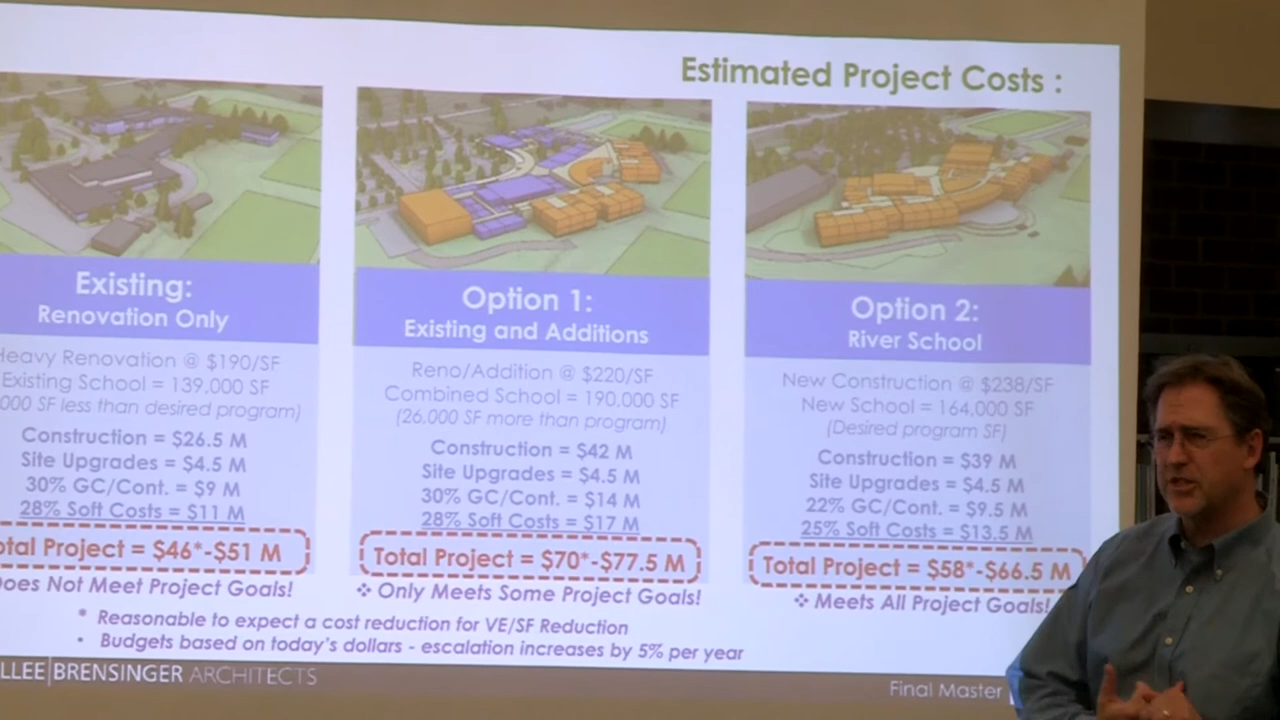 Estimated Project Costs :
Existing:
Renovation Only
Heavy Renovation @ $190/SF
Existing School = 139,000 SF
000 SF less than desired program)
Construction = $26.5 M
Site Upgrades = $4.5 M
30% GC/Cont. = $9 M
28% Soft Costs = $11 M
otal Project = $46*-$51 M
Does Not Meet Project Goals!
Option 1:
Existing and Additions
Reno/Addition @ $220/SF
Combined School = 190,000 SF
(26,000 SF more than program)
Construction = $42 M
Site Upgrades = $4.5 M
30% GC/Cont. = $14 M
28% Soft Costs = $17 M
Total Project = $70*-$77.5 M
❖ Only Meets Some Project Goals!
Option 2:
River School
New Construction @ $238/SF
New School = 164,000 SF
(Desired program SF)
Construction = $39 M
Site Upgrades = $4.5 M
22% GC/Cont. = $9.5 M
25% Soft Costs = $13.5 M
Total Project = $58*-$66.5 M
❖ Meets All Project Goals!
* Reasonable to expect a cost reduction for VE/SF Reduction
• Budgets based on today's dollars - escalation increases by 5% per year
LLEE|BRENSINGER ARCHITECTS
Final Master